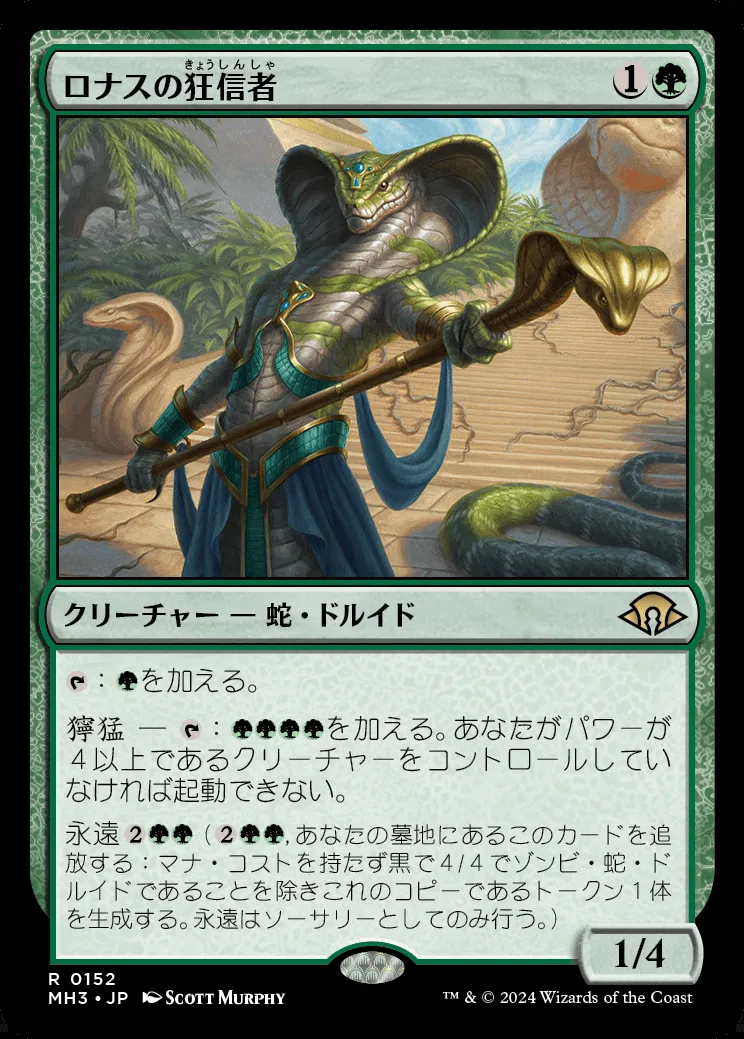 きょうしんしゃ
ロナスの狂信者 1
クリーチャー — 蛇・ドルイド
:を加える。
獰猛 — :を加える。あなたがパワーが
4以上であるクリーチャーをコントロールしてい
なければ起動できない。
永遠2(2,あなたの墓地にあるこのカードを追
放する:マナ・コストを持たず黒で4/4でゾンビ・蛇・ド
ルイドであることを除きこれのコピーであるトークン1体
を生成する。永遠はソーサリーとしてのみ行う。)
1/4
R 0152
MH3・JP SCOTT MURPHY
™ & © 2024 Wizards of the Coast